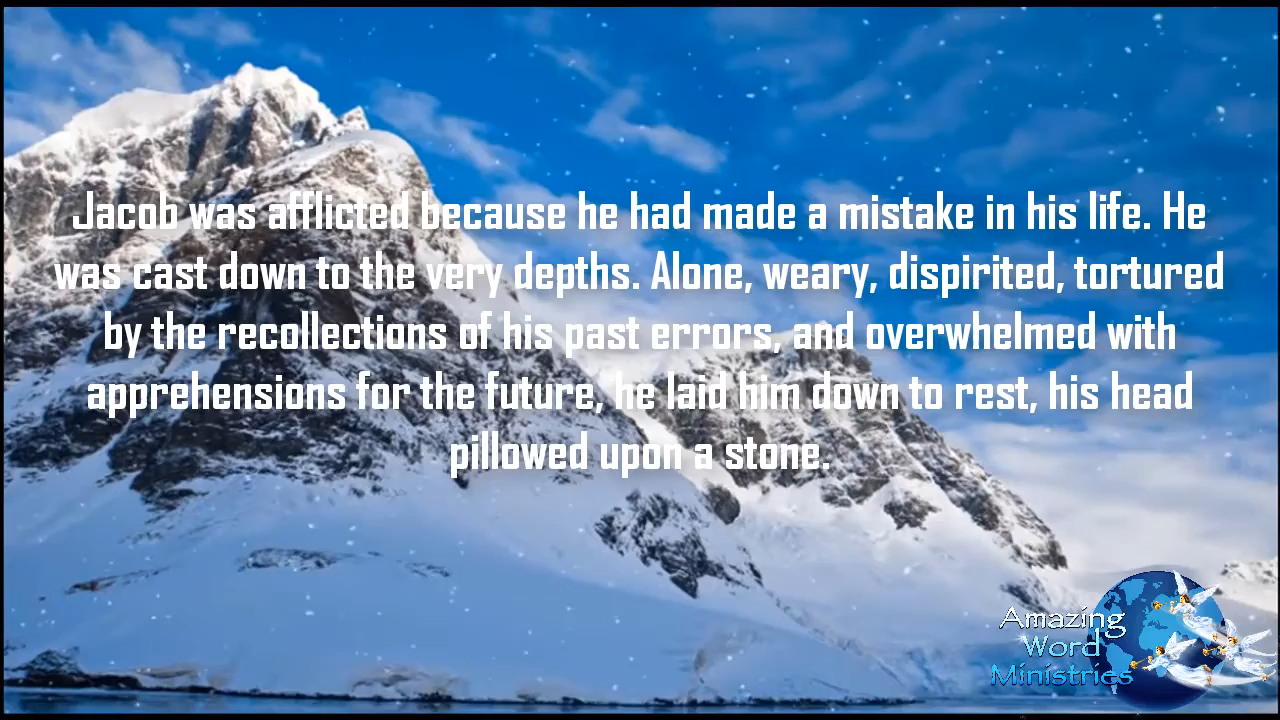 Jacob was afflicted because he had made a mistake in his life. He
was cast down to the very depths. Alone, weary, dispirited, tortured
by the recollections of his past errors, and overwhelmed with
apprehensions for the future, he laid him down to rest, his head
pillowed upon a stone.
Amazing
Word
Ministries